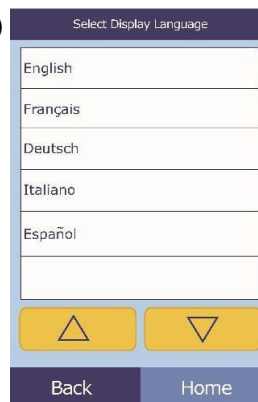 )
Select Display Language
English
Français
Deutsch
Italiano
Español
Back Home